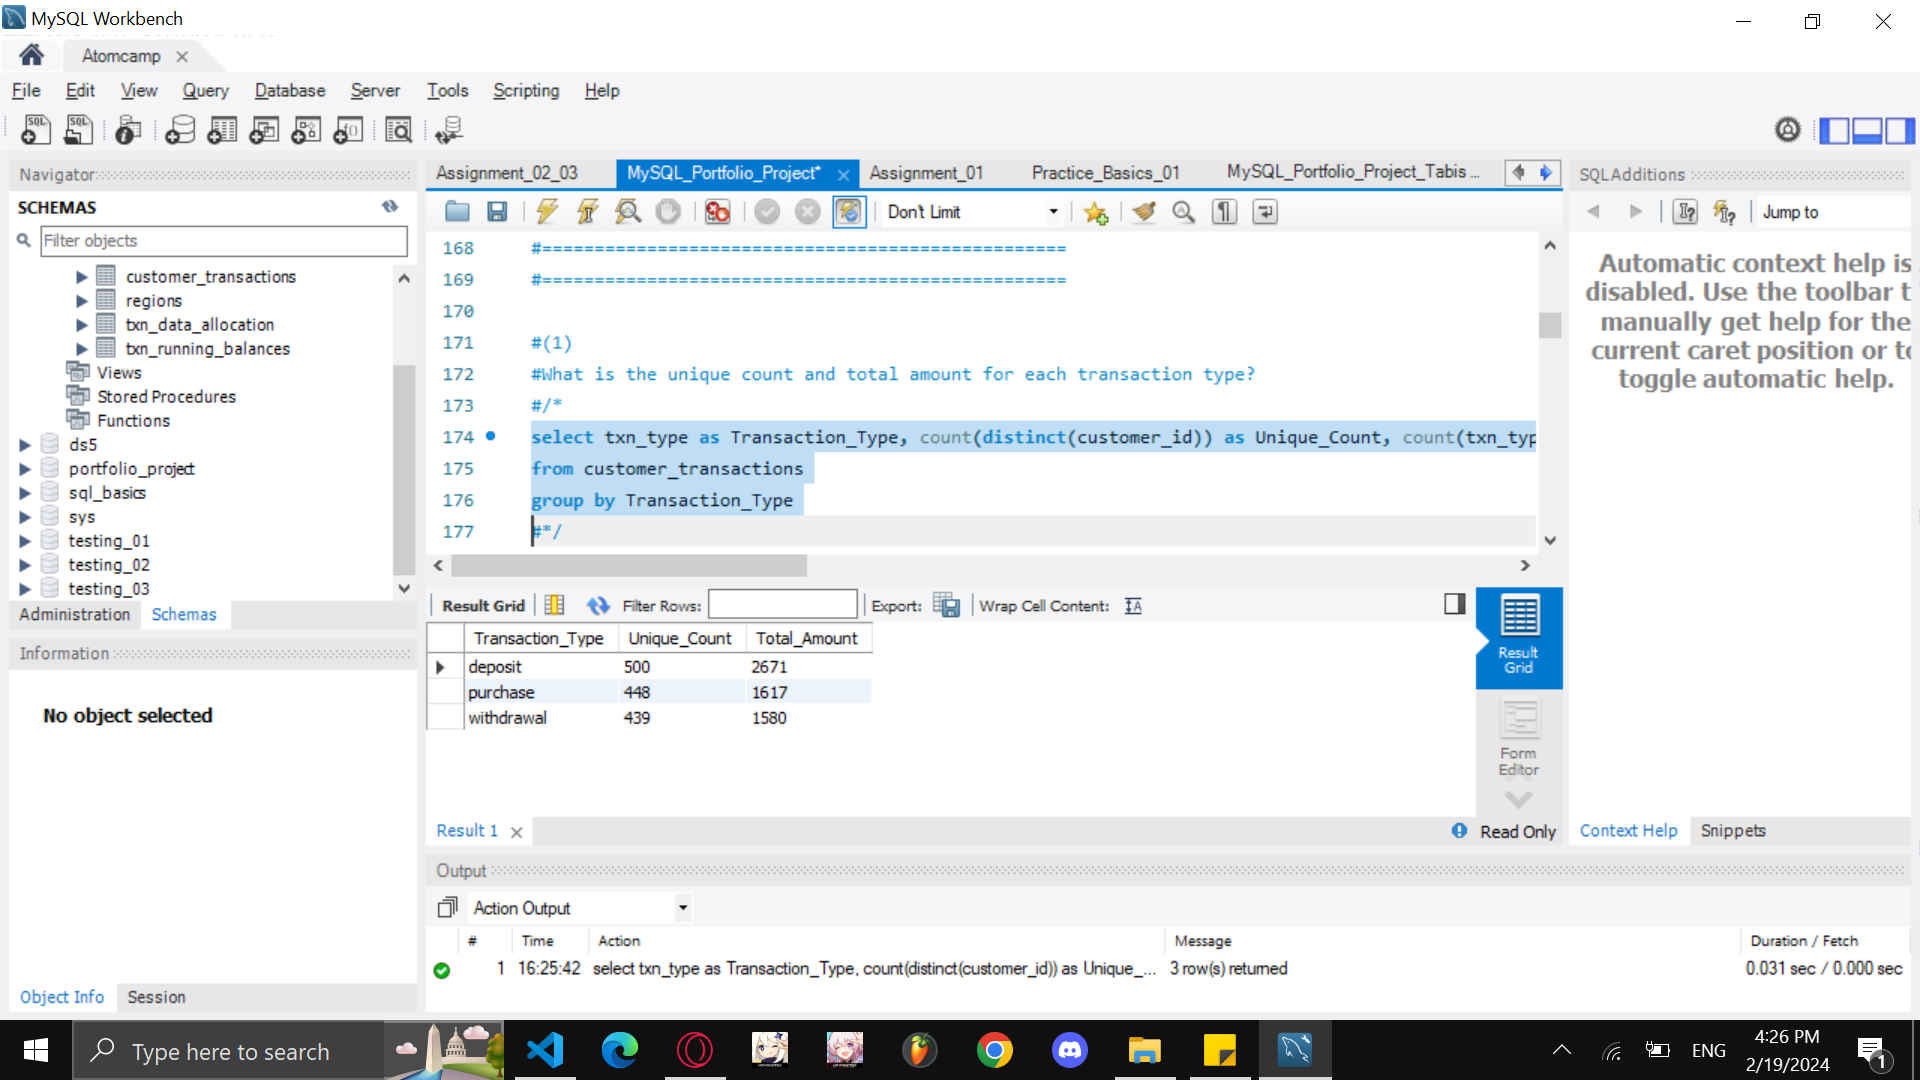 MySQL Workbench
Atomcamp
File Edit View Query Database Server Tools Scripting Help
Navigator
SCHEMAS
Filter objects
customer_transactions
regions
txn_data_allocation
txn_running_balances
Views
Stored Procedures
Functions
ds5
portfolio_project
sql_basics
sys
testing_01
testing_02
testing_03
Administration Schemas
Information
No object selected
Object Info Session
Assignment_02_03 MySQL_Portfolio_Project* Assignment_01 Practice_Basics_01 MySQL_Portfolio_Project_Tabis ...
Don't Limit
168 #==================================================
169 #==================================================
170
171 #(1)
172 #What is the unique count and total amount for each transaction type?
173 #/*
174 select txn_type as Transaction_Type, count(distinct(customer_id)) as Unique_Count, count(txn_typ
175 from customer_transactions
176 group by Transaction_Type
177 #*/
Result Grid Filter Rows: Export: Wrap Cell Content:
Transaction_Type Unique_Count Total_Amount
deposit 500 2671
purchase 448 1617
withdrawal 439 1580
Result Grid
Form Editor
Result 1
Read Only
SQLAdditions
Jump to
Automatic context help is
disabled. Use the toolbar t
manually get help for the
current caret position or to
toggle automatic help.
Context Help Snippets
Output
Action Output
# Time Action Message Duration / Fetch
1 16:25:42 select txn_type as Transaction_Type, count(distinct(customer_id)) as Unique_... 3 row(s) returned 0.031 sec / 0.000 sec
Type here to search
ENG
4:26 PM
2/19/2024
1